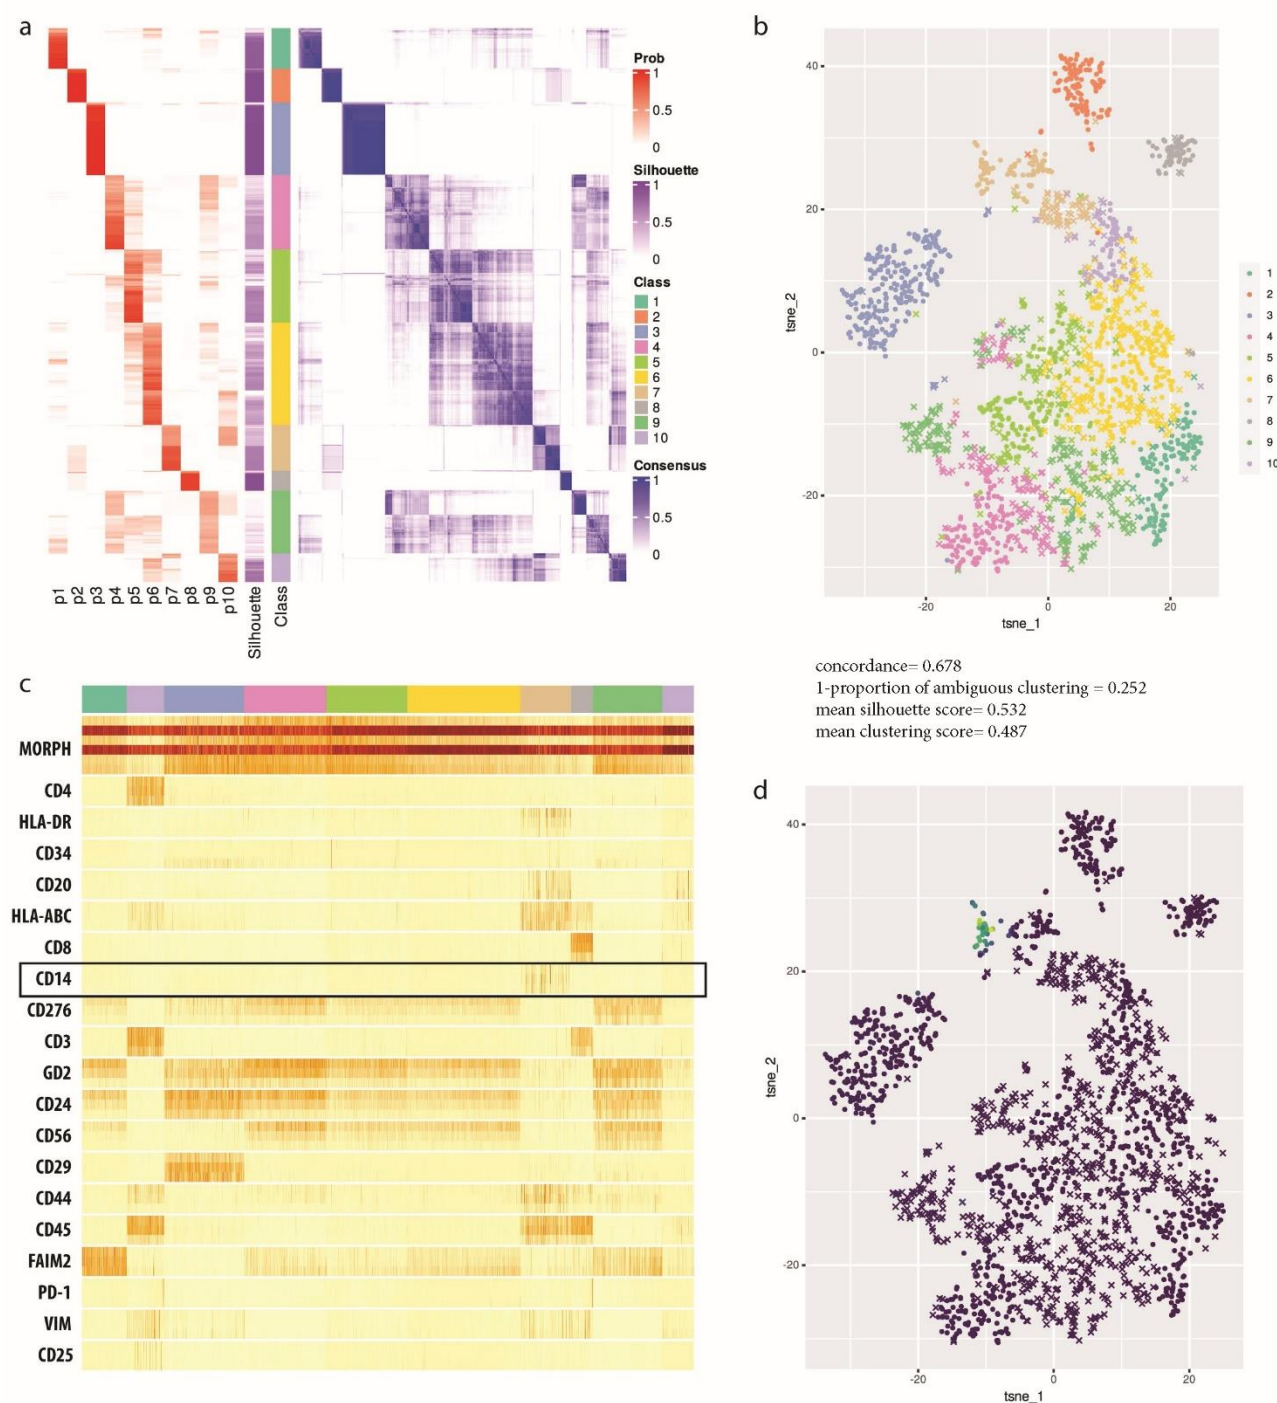 a
Prob
1
0.5
0
Silhouette
1
0.5
0
Class
1
2
3
4
5
6
7
8
9
10
Consensus
1
0.5
0
p1
p2
p3
p4
p5
p6
p7
p8
p9
p10
Silhouette
Class
b
40
20
0
-20
tsne_2
-20
0
20
tsne_1
1
2
3
4
5
6
7
8
9
10
concordance= 0.678
1-proportion of ambiguous clustering = 0.252
mean silhouette score= 0.532
mean clustering score= 0.487
c
MORPH
CD4
HLA-DR
CD34
CD20
HLA-ABC
CD8
CD14
CD276
CD3
GD2
CD24
CD56
CD29
CD44
CD45
FAIM2
PD-1
VIM
CD25
d
40
20
0
-20
tsne_2
-20
0
20
tsne_1